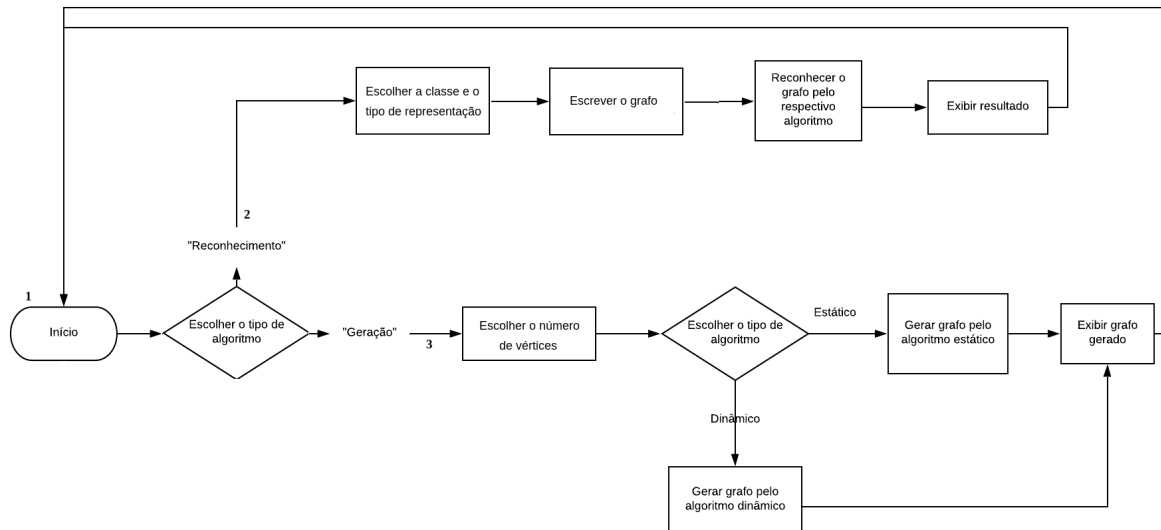 Escolher a classe e o
tipo de representação
Escrever o grafo
Reconhecer o
grafo pelo
respectivo
algoritmo
Exibir resultado
2
"Reconhecimento"
1
Início
Escolher o tipo de
algoritmo
"Geração"
3
Escolher o número
de vértices
Escolher o tipo de
algoritmo
Estático
Gerar grafo pelo
algoritmo estático
Exibir grafo
gerado
Dinâmico
Gerar grafo pelo
algoritmo dinâmico